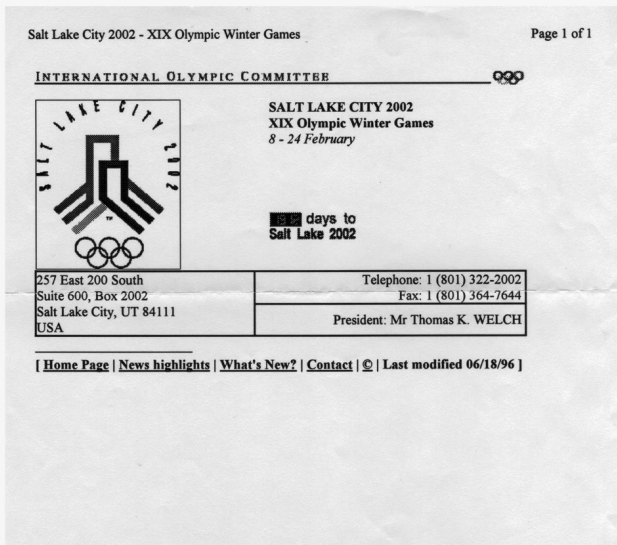 Salt Lake City 2002 - XIX Olympic Winter Games
Page 1 of 1
INTERNATIONAL OLYMPIC COMMITTEE
SALT LAKE CITY 2002
TM
SALT LAKE CITY 2002
XIX Olympic Winter Games
8 - 24 February
days to
Salt Lake 2002
257 East 200 South
Suite 600, Box 2002
Salt Lake City, UT 84111
USA
Telephone: 1 (801) 322-2002
Fax: 1 (801) 364-7644
President: Mr Thomas K. WELCH
[ Home Page | News highlights | What's New? | Contact | © | Last modified 06/18/96 ]